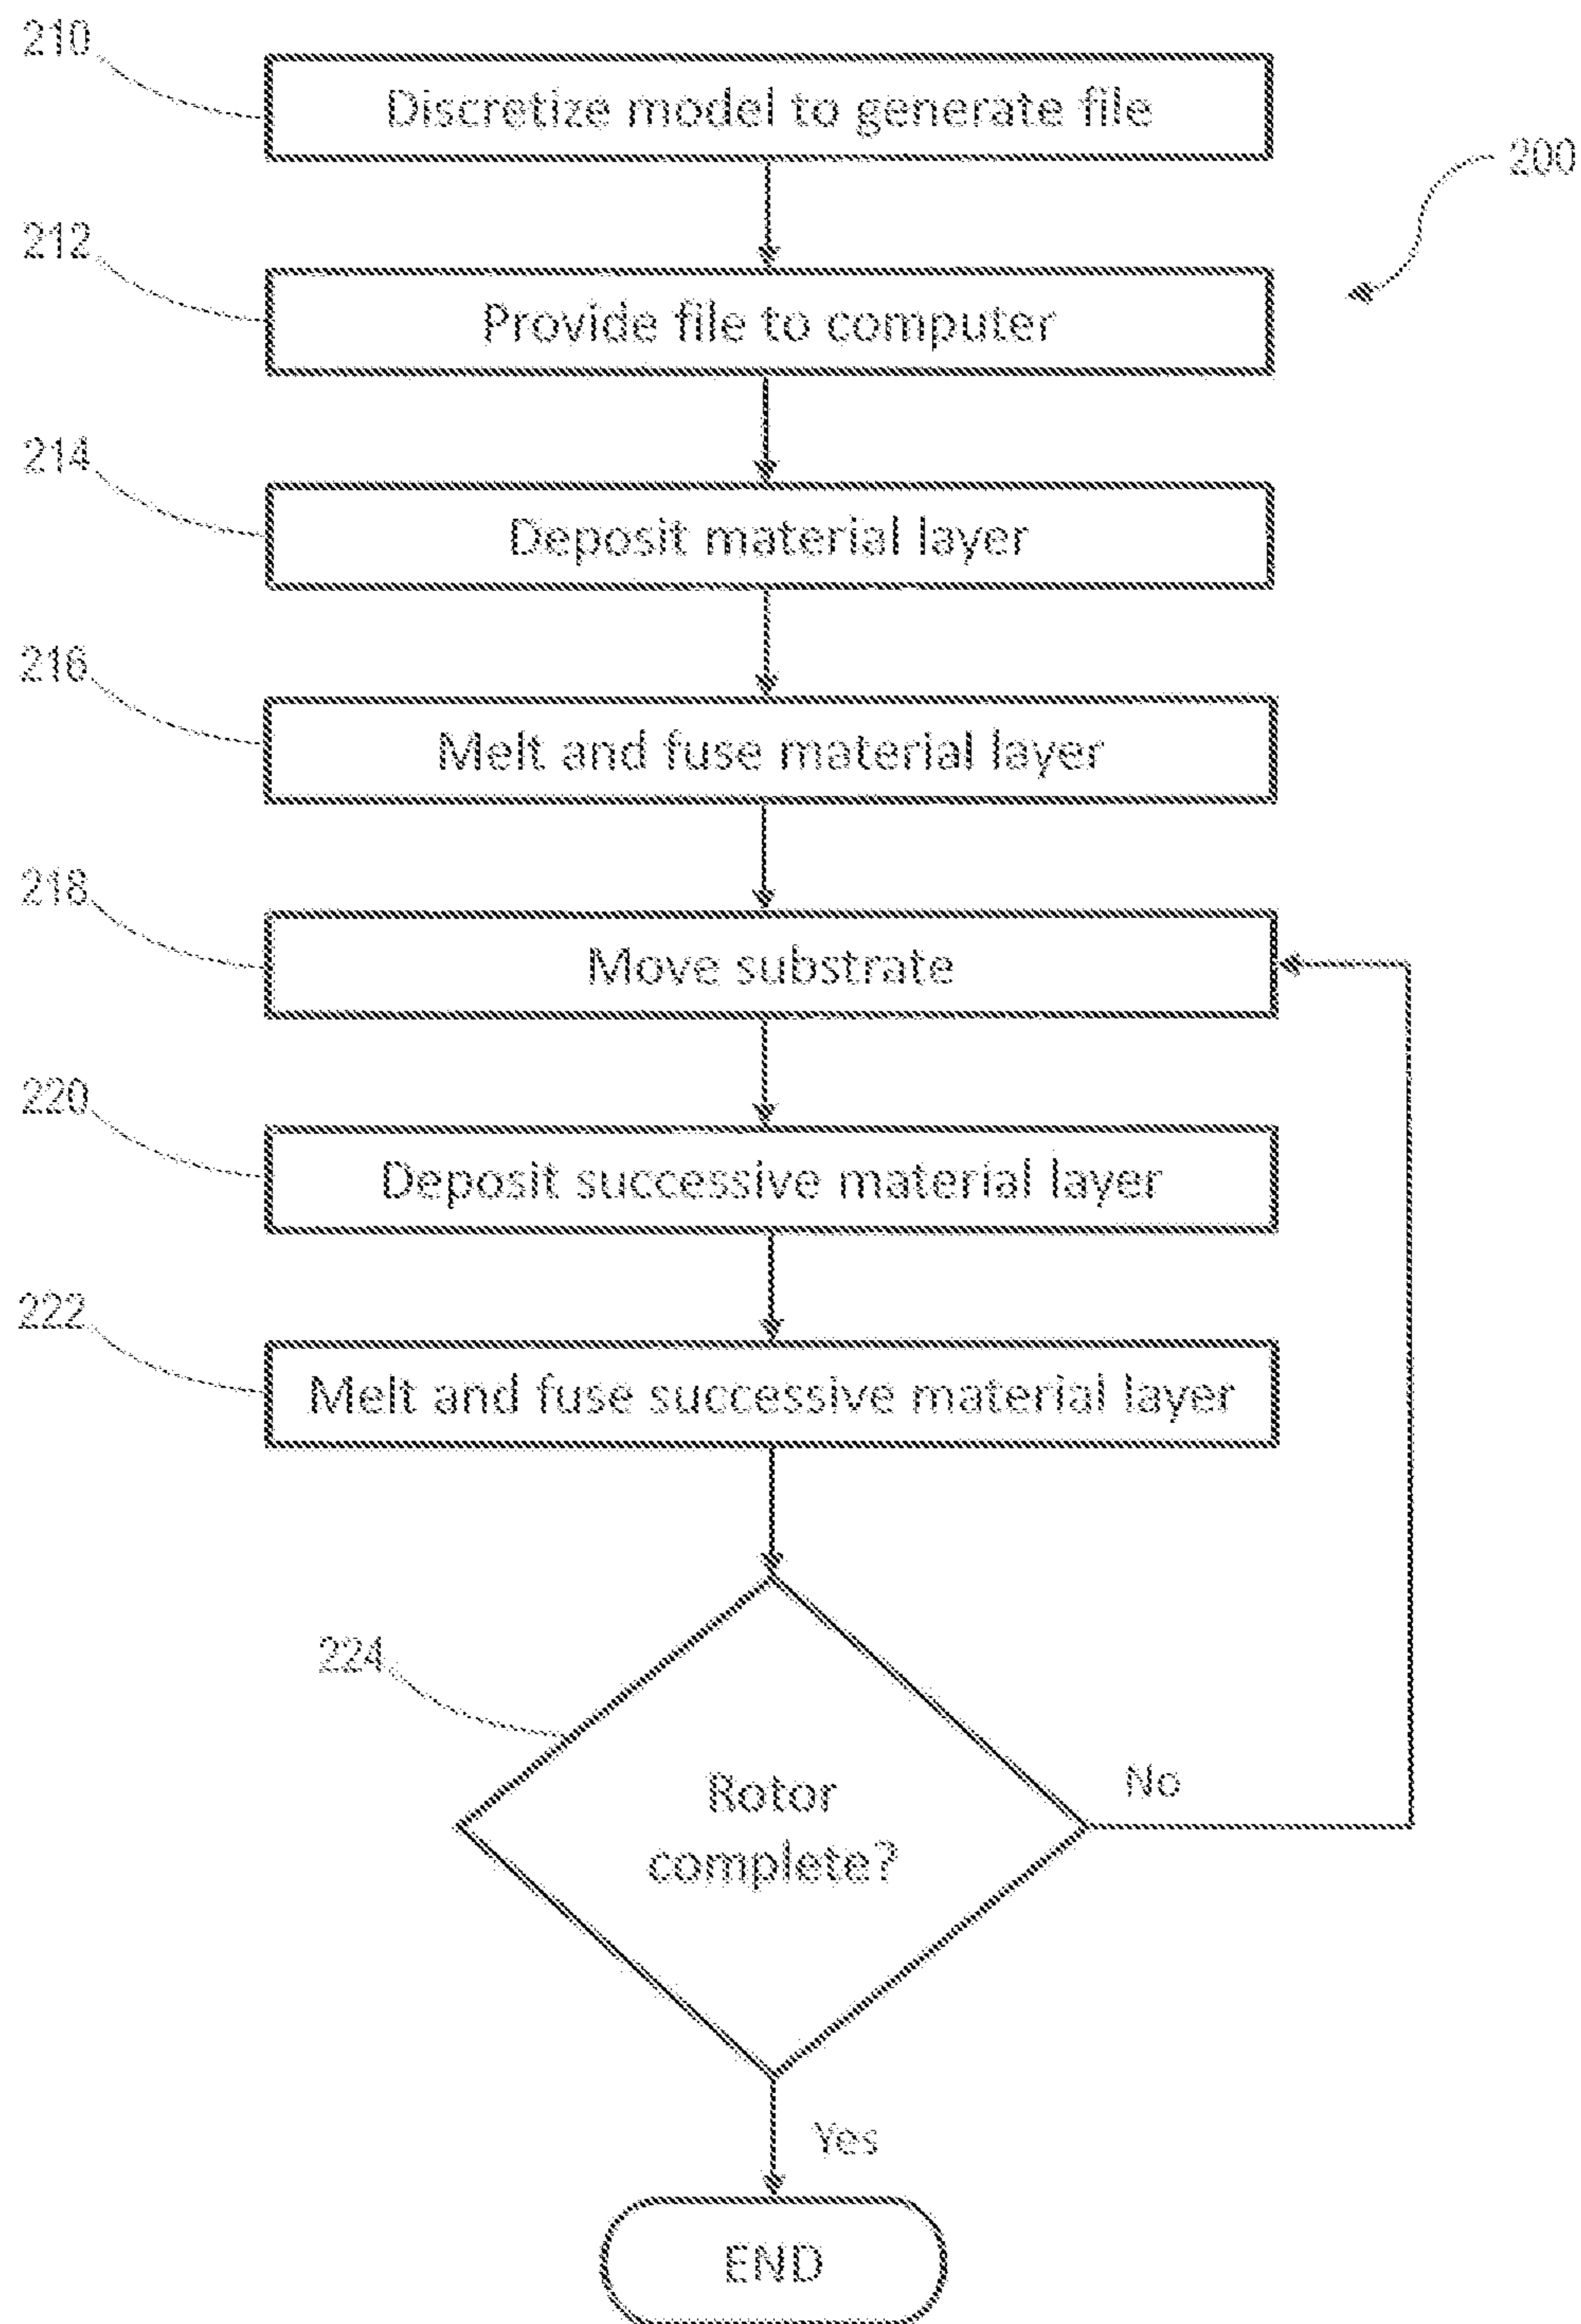 210
Discretize model to generate file
200
212
Provide file to computer
214
Deposit material layer
216
Melt and fuse material layer
218
Move substrate
220
Deposit successive material layer
222
Melt and fuse successive material layer
224
Rotor
complete?
No
Yes
END